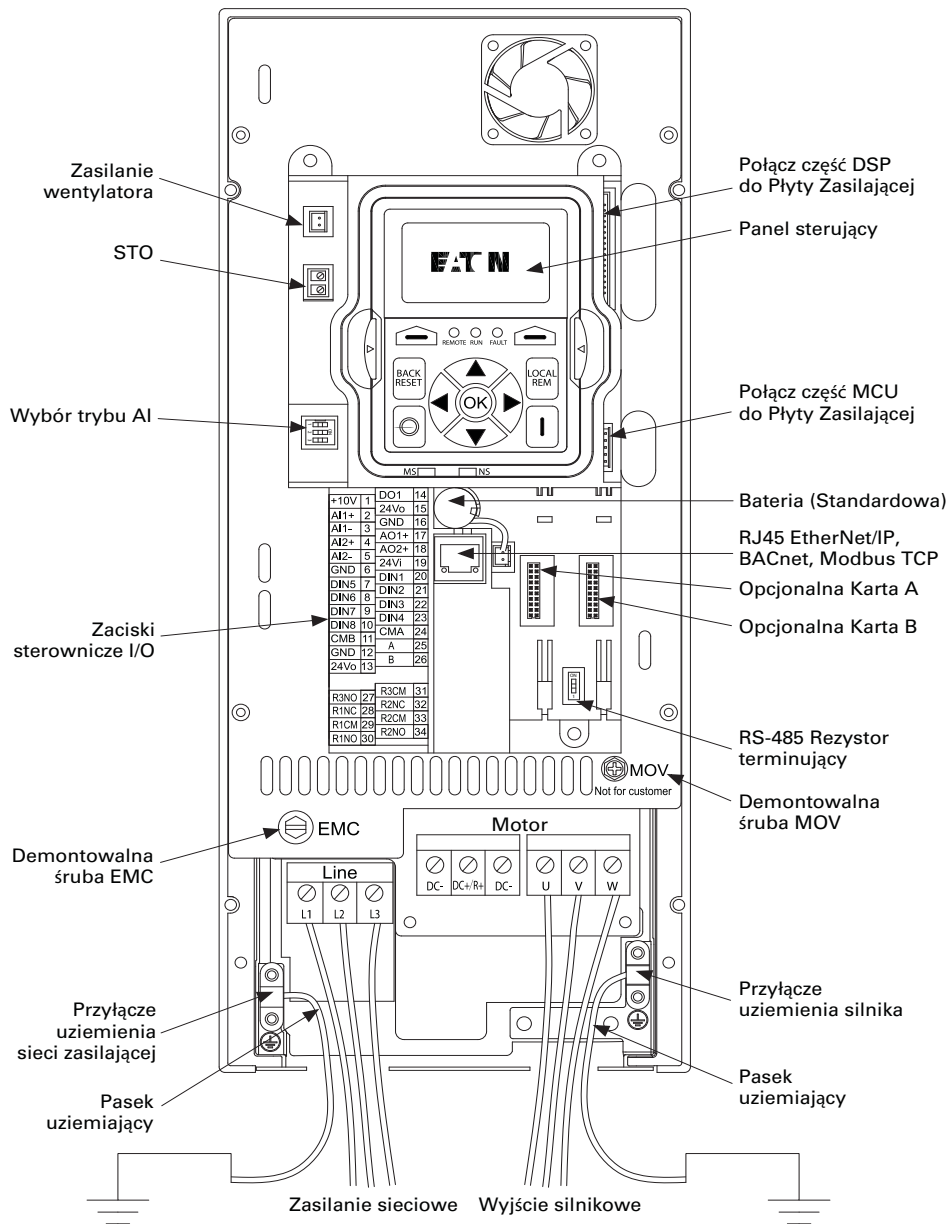 Zasilanie
wentylatora
STO
Wybór trybu AI
Zaciski
sterownicze I/O
Demontowalna
śruba EMC
Przyłącze
uziemienia
sieci zasilającej
Pasek
uziemiający
EATON
REMOTE RUN FAULT
BACK
RESET
LOCAL
REM
OK
MS NS
+10V 1
AI1+ 2
AI1- 3
AI2+ 4
AI2- 5
GND 6
DIN5 7
DIN6 8
DIN7 9
DIN8 10
CMB 11
GND 12
24Vo 13
DO1 14
24Vo 15
GND 16
AO1+ 17
AO2+ 18
24Vi 19
DIN1 20
DIN2 21
DIN3 22
DIN4 23
CMA 24
A 25
B 26
R3NO 27
R1NC 28
R1CM 29
R1NO 30
R3CM 31
R2NC 32
R2CM 33
R2NO 34
MOV
Not for customer
EMC
Line
L1 L2 L3
Motor
DC- DC+/R+ DC- U V W
Połącz część DSP
do Płyty Zasilającej
Panel sterujący
Połącz część MCU
do Płyty Zasilającej
Bateria (Standardowa)
RJ45 EtherNet/IP,
BACnet, Modbus TCP
Opcjonalna Karta A
Opcjonalna Karta B
RS-485 Rezystor
terminujący
Demontowalna
śruba MOV
Przyłącze
uziemienia silnika
Pasek
uziemiający
Zasilanie sieciowe Wyjście silnikowe